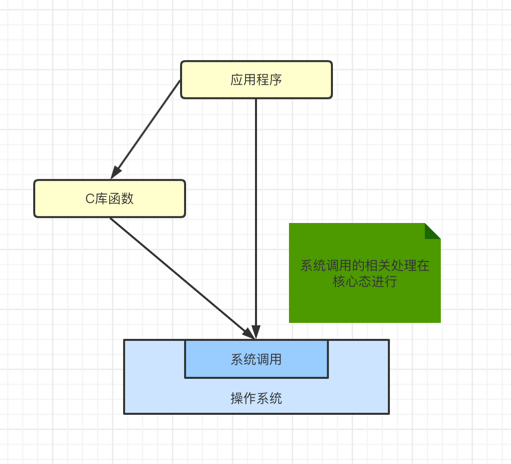 应用程序
C库函数
系统调用的相关处理在
核心态进行
系统调用
操作系统